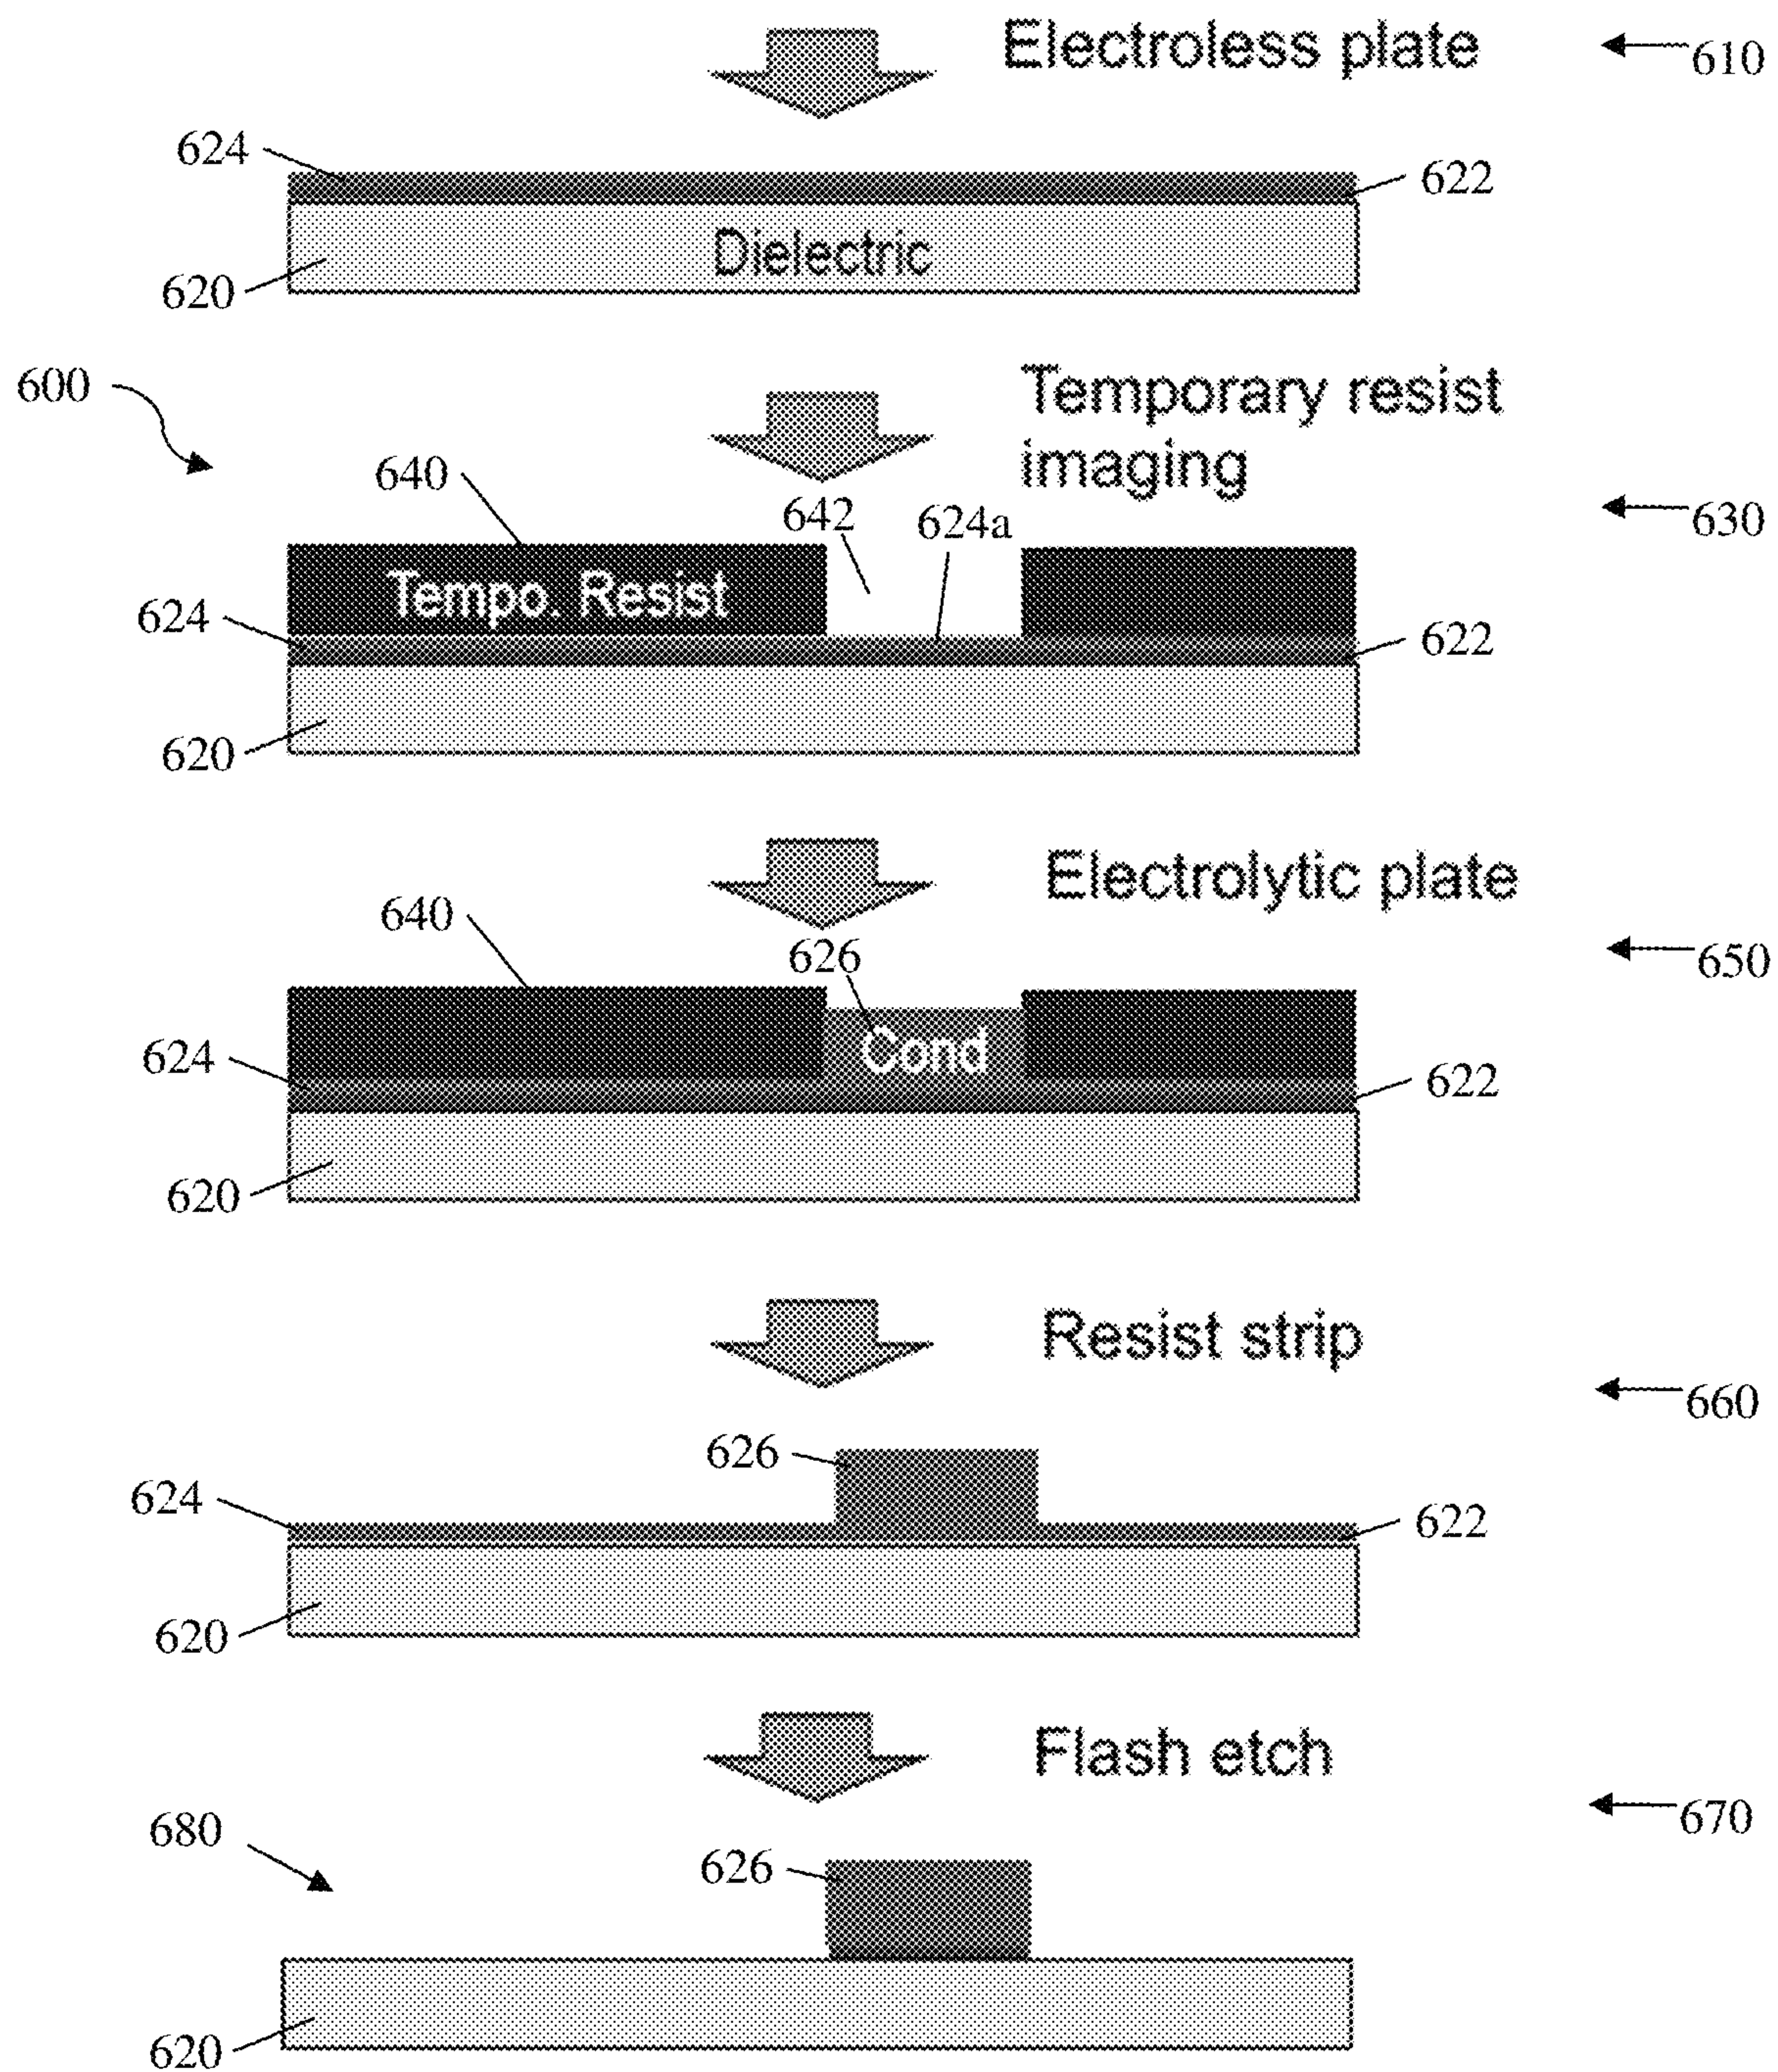 Electroless plate
610
624
622
Dielectric
620
600
Temporary resist
imaging
640
642
624a
630
Tempo. Resist
624
622
620
Electrolytic plate
640
626
650
Cond
624
622
620
Resist strip
660
626
624
622
620
Flash etch
670
680
626
620